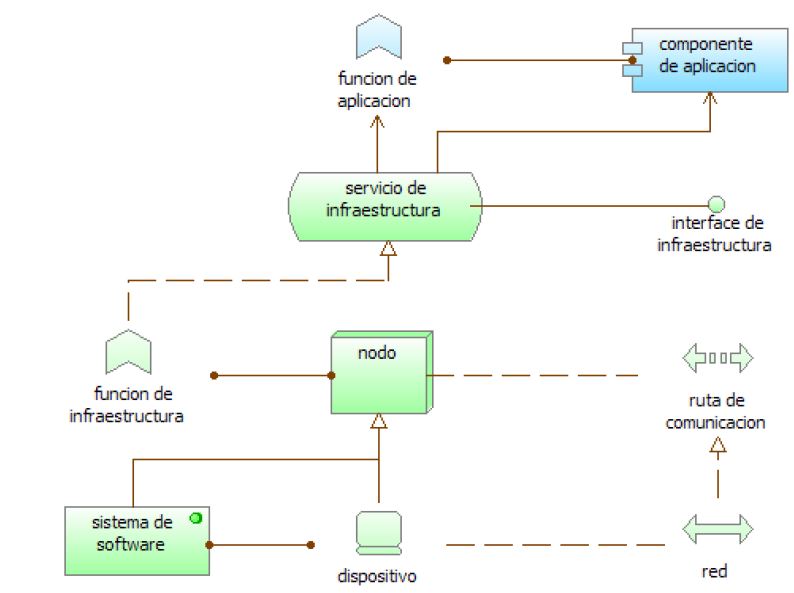 funcion de
aplicacion
componente
de aplicacion
servicio de
infraestructura
interface de
infraestructura
funcion de
infraestructura
nodo
ruta de
comunicacion
sistema de
software
dispositivo
red